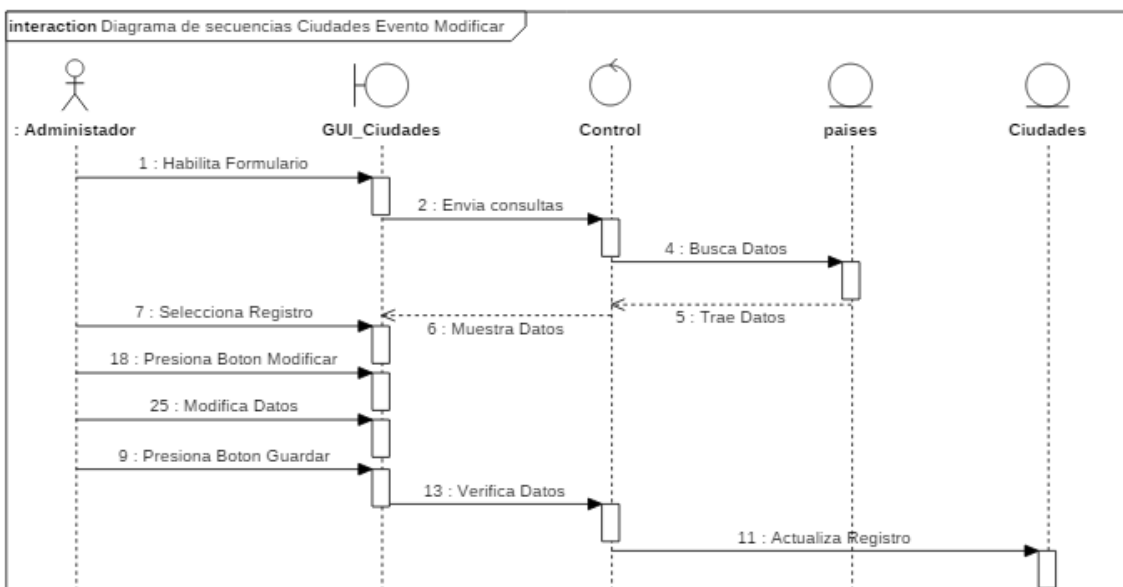 interaction Diagrama de secuencias Ciudades Evento Modificar
: Administador
GUI_Ciudades
Control
paises
Ciudades
1 : Habilita Formulario
2 : Envia consultas
4 : Busca Datos
5 : Trae Datos
6 : Muestra Datos
7 : Selecciona Registro
18 : Presiona Boton Modificar
25 : Modifica Datos
9 : Presiona Boton Guardar
13 : Verifica Datos
11 : Actualiza Registro